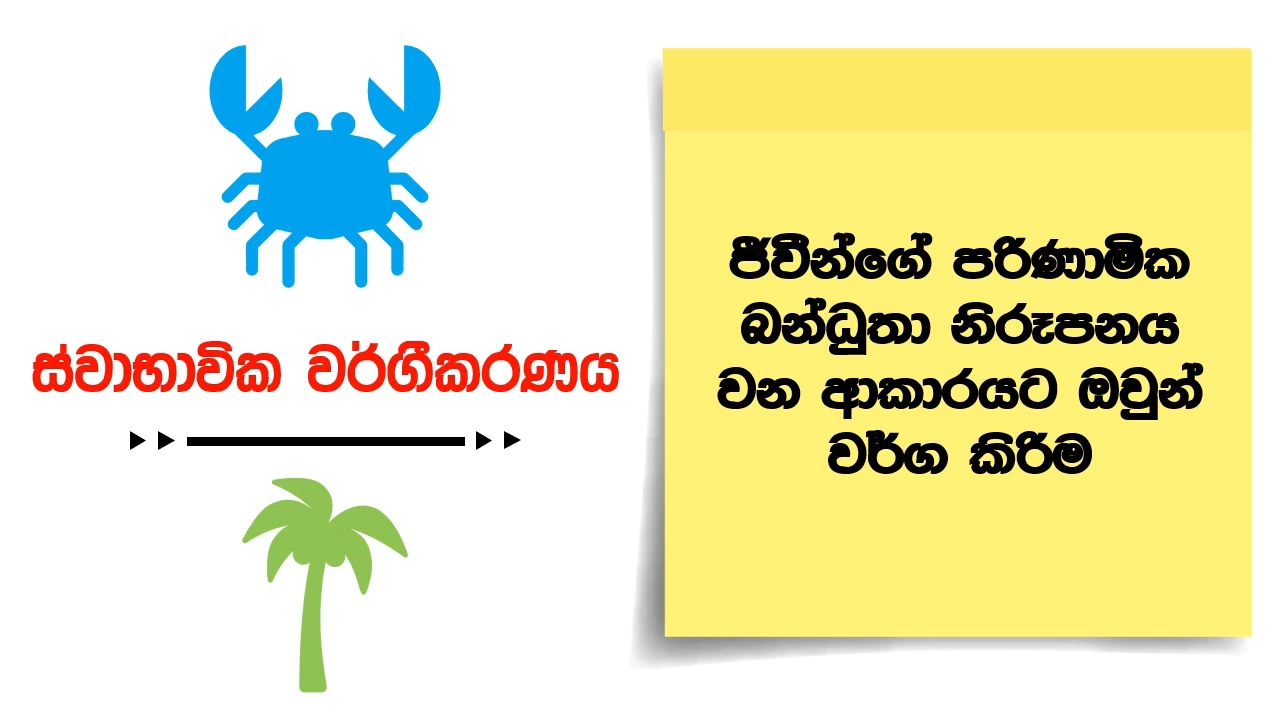 ස්වාභාවික වර්ගීකරණය
ජීවීන්ගේ පරිණාමික
බන්ධුතා නිරූපනය
වන ආකාරයට ඔවුන්
වර්ග කිරිම